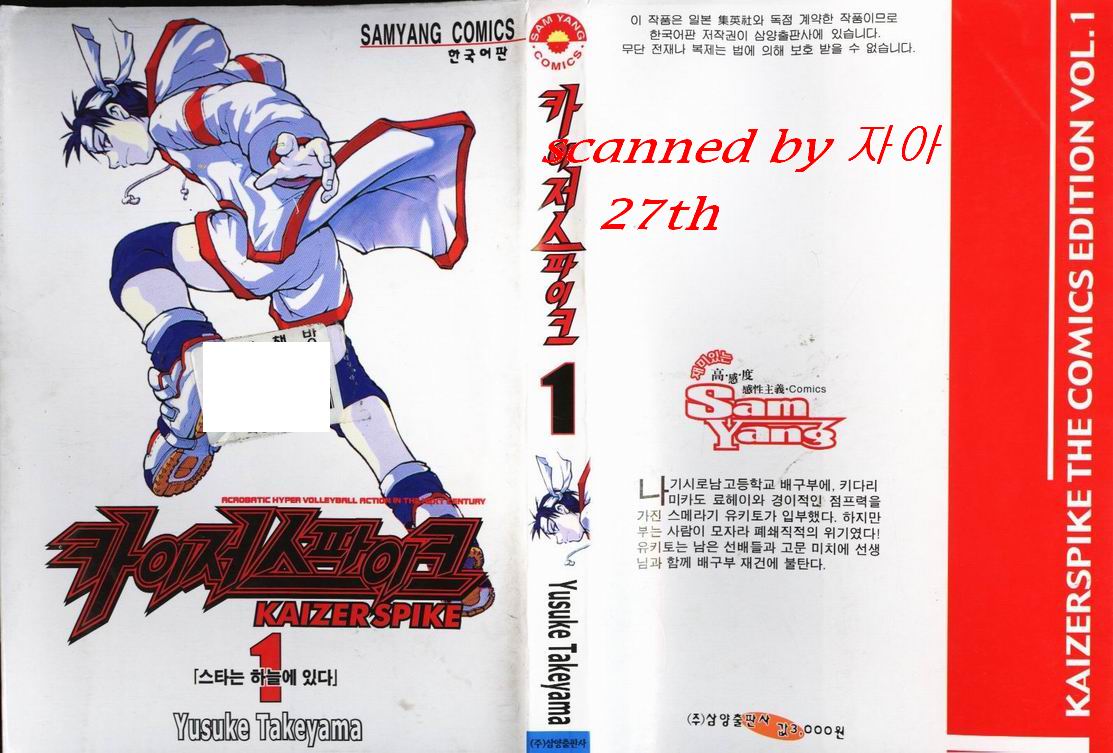 SAMYANG COMICS
한국어판
책방
ACROBATIC HYPER VOLLEYBALL ACTION IN THE NEXT CENTURY
카이저스파이크
KAIZER SPIKE
1
「스타는 하늘에 있다」
Yusuke Takeyama
SAM YANG COMICS
카이저스파이크
1
Yusuke Takeyama
(주)삼양출판사
이 작품은 일본 集英社와 독점 계약한 작품이므로
한국어판 저작권이 삼양출판사에 있습니다.
무단 전재나 복제는 법에 의해 보호 받을 수 없습니다.
scanned by 자아
27th
재미있는
高·感·度
感性主義·Comics
Sam
Yang
나기시로남고등학교 배구부에, 키다리
미카도 료헤이와 경이적인 점프력을
가진 스메라기 유키토가 입부했다. 하지만
부는 사람이 모자라 폐쇄직적의 위기였다!
유키토는 남은 선배들과 고문 미치에 선생
님과 함께 배구부 재건에 불탄다.
(주)삼양출판사 값3,000원
KAIZERSPIKE THE COMICS EDITION VOL.1